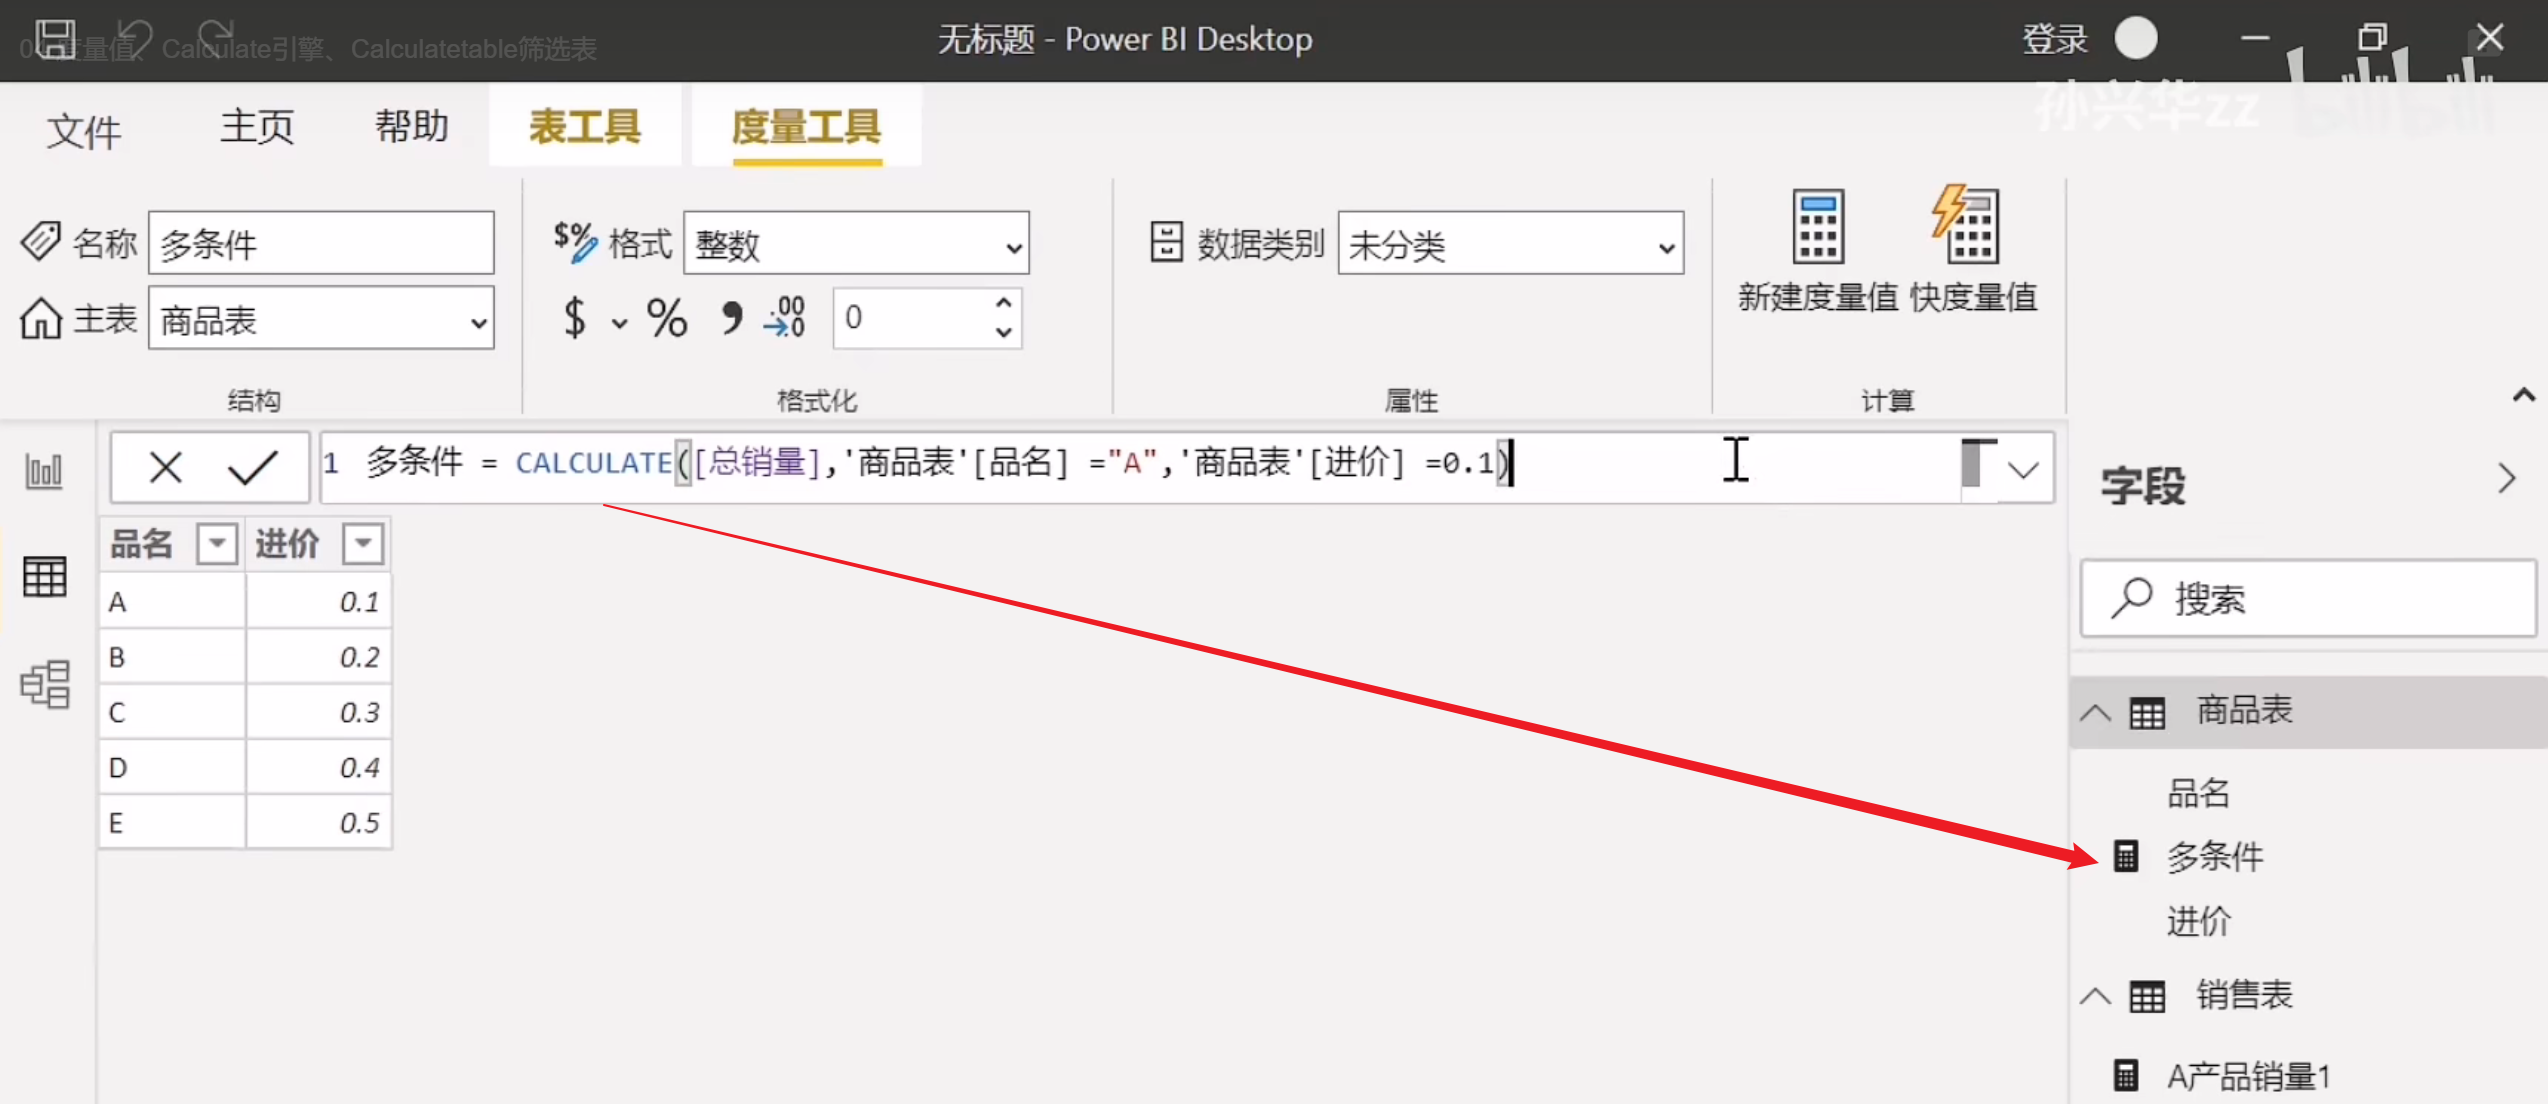 04、度量值、Calculate引擎、Calculatetable筛选表
无标题 - Power BI Desktop
登录
孙兴华zz
bilibili
文件
主页
帮助
表工具
度量工具
名称
多条件
$% 格式
整数
数据类别
未分类
新建度量值
快度量值
主表
商品表
$
%
,
.00
.0
0
结构
格式化
属性
计算
1 多条件 = CALCULATE([总销量],'商品表'[品名] ="A",'商品表'[进价] =0.1)
品名 进价
A 0.1
B 0.2
C 0.3
D 0.4
E 0.5
字段
搜索
商品表
品名
多条件
进价
销售表
A产品销量1